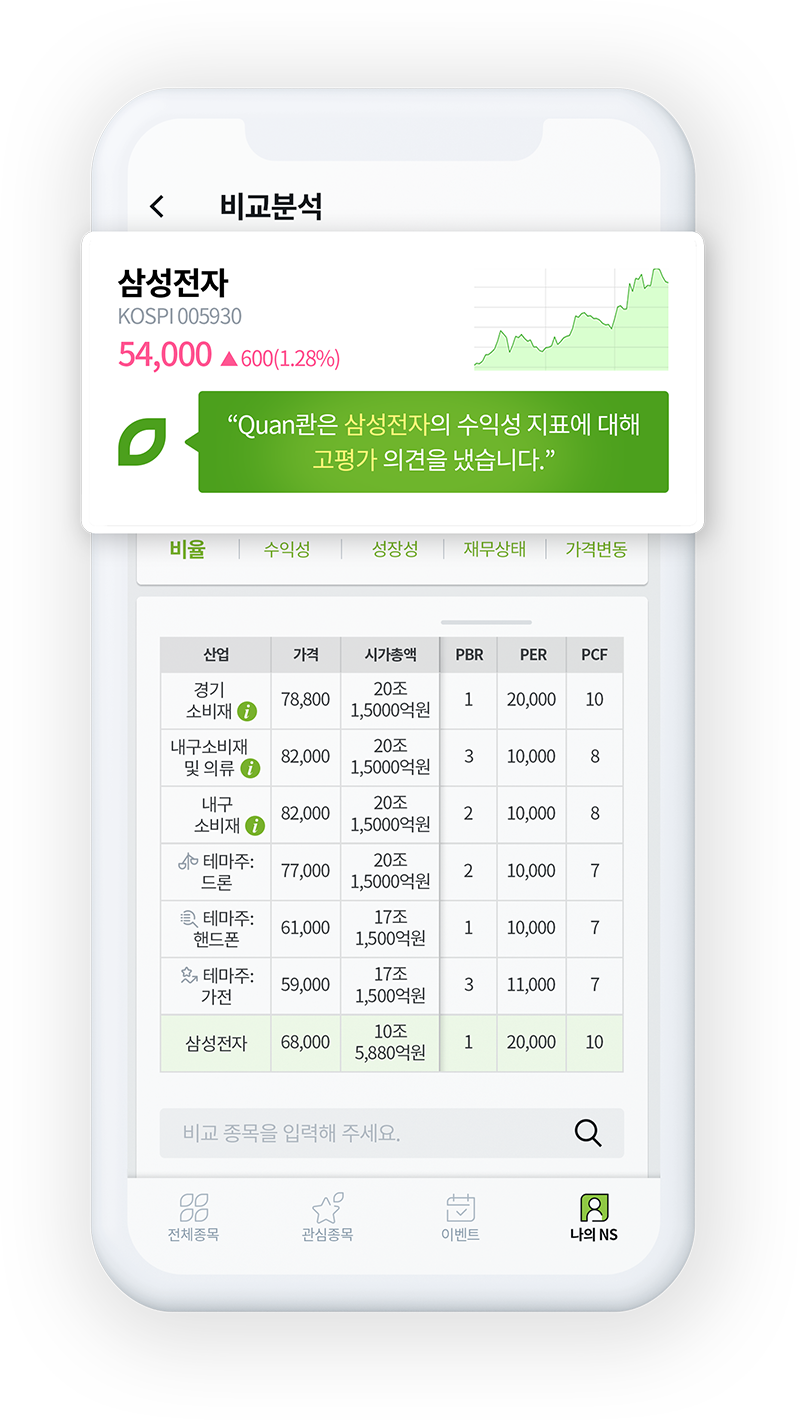 비교분석
삼성전자
KOSPI 005930
54,000 ▲600(1.28%)
“Quan콴은 삼성전자의 수익성 지표에 대해
고평가 의견을 냈습니다.”
비율 수익성 성장성 재무상태 가격변동
산업 가격 시가총액 PBR PER PCF
경기
소비재 i
78,800
20조
1,5000억원
1 20,000 10
내구소비재
및 의류 i
82,000
20조
1,5000억원
3 10,000 8
내구
소비재 i
82,000
20조
1,5000억원
2 10,000 8
테마주:
드론
77,000
20조
1,5000억원
2 10,000 7
테마주:
핸드폰
61,000
17조
1,500억원
1 10,000 7
테마주:
가전
59,000
17조
1,500억원
3 11,000 7
삼성전자
68,000
10조
5,880억원
1 20,000 10
비교 종목을 입력해 주세요.
전체종목 관심종목 이벤트 나의 NS